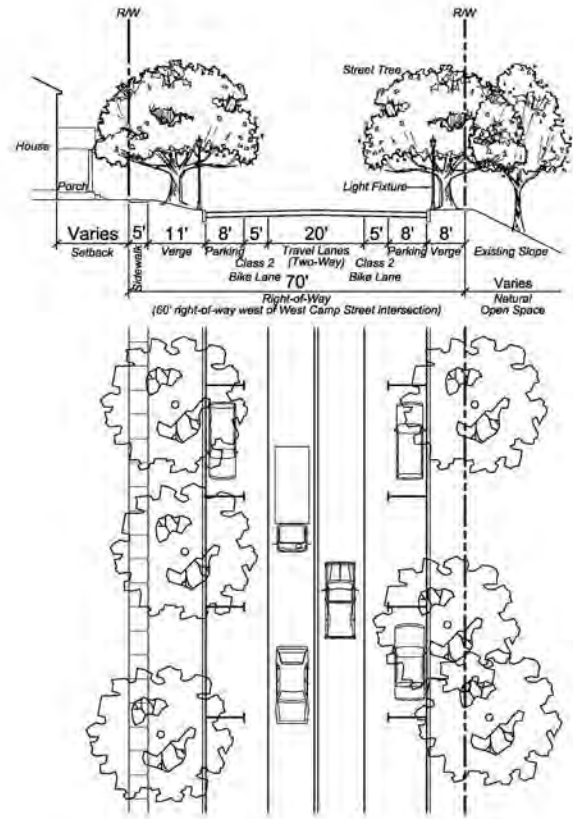 R/W R/W
Street Tree
House
Porch
Light Fixture
Varies 5' 11' 8' 5' 20' 5' 8' 8'
Setback Sidewalk Verge Parking Travel Lanes Parking Verge Existing Slope
Class 2 (Two-Way) Class 2
Bike Lane 70' Bike Lane Varies
Right-of-Way Natural
(60' right-of-way west of West Camp Street intersection) Open Space